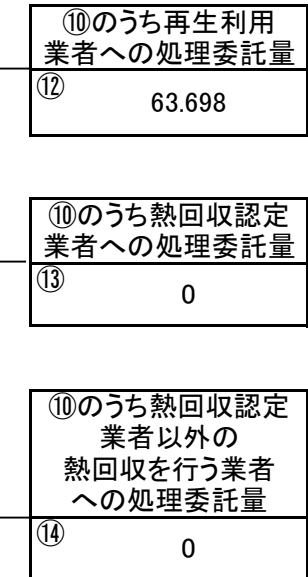 ⑩のうち再生利用
業者への処理委託量
⑫
63.698
⑩のうち熱回収認定
業者への処理委託量
⑬
0
⑩のうち熱回収認定
業者以外の
熱回収を行う業者
への処理委託量
⑭
0